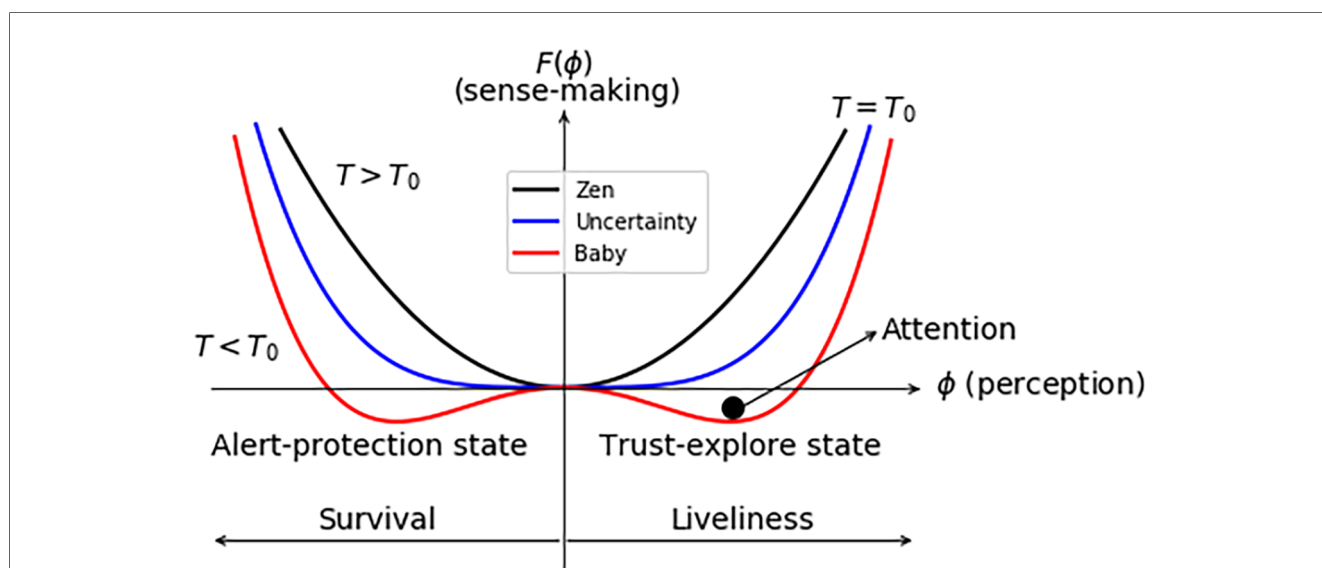 F(ϕ)
(sense-making)
T = T₀
T > T₀
Zen
Uncertainty
Baby
Attention
T < T₀
ϕ (perception)
Alert-protection state
Trust-explore state
Survival
Liveliness